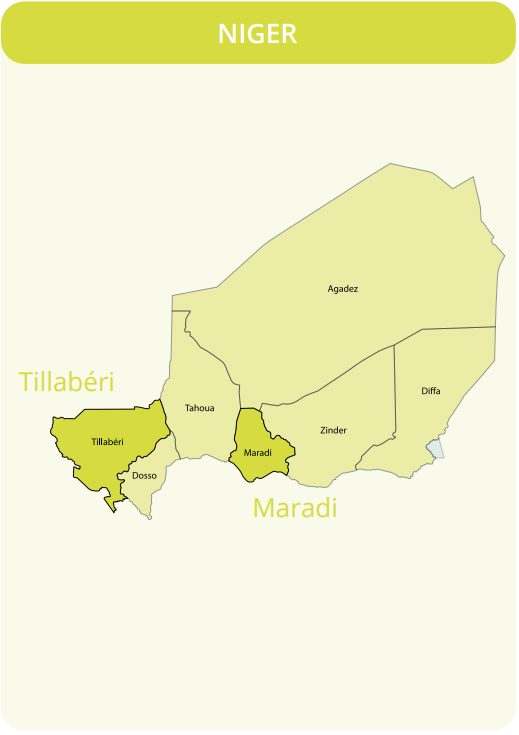 NIGER
Agadez
Tillabéri
Diffa
Tahoua
Zinder
Tillabéri
Maradi
Dosso
Maradi